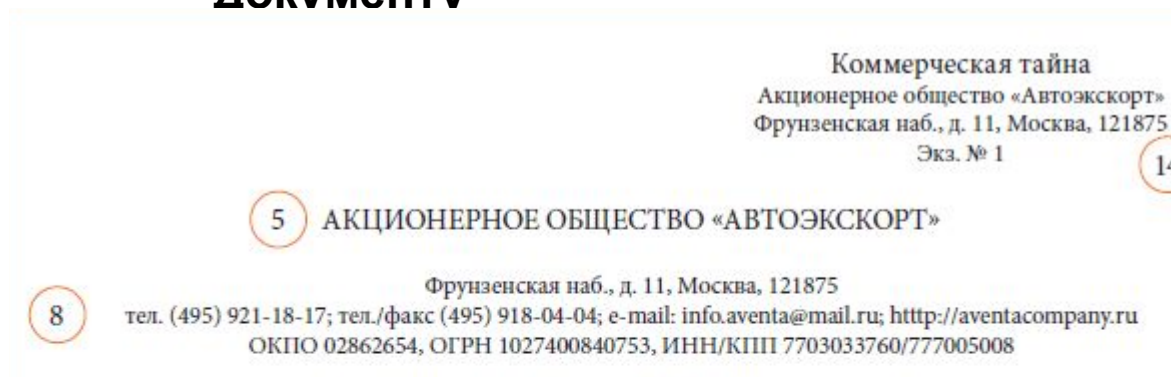 документу
Коммерческая тайна
Акционерное общество «Автоэкскорт»
Фрунзенская наб., д. 11, Москва, 121875
Экз. № 1
14
5 АКЦИОНЕРНОЕ ОБЩЕСТВО «АВТОЭКСКОРТ»
Фрунзенская наб., д. 11, Москва, 121875
8 тел. (495) 921-18-17; тел./факс (495) 918-04-04; e-mail: info.aventa@mail.ru; htttp://aventacompany.ru
ОКПО 02862654, ОГРН 1027400840753, ИНН/КПП 7703033760/777005008